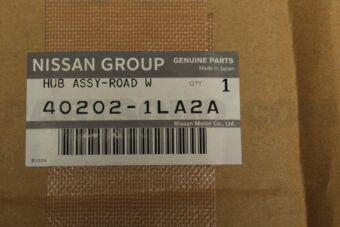 NISSAN GROUP
GENUINE PARTS
Made in Japan
HUB ASSY-ROAD W
QTY
1
40202-1LA2A
Nissan Motor Co., Ltd.